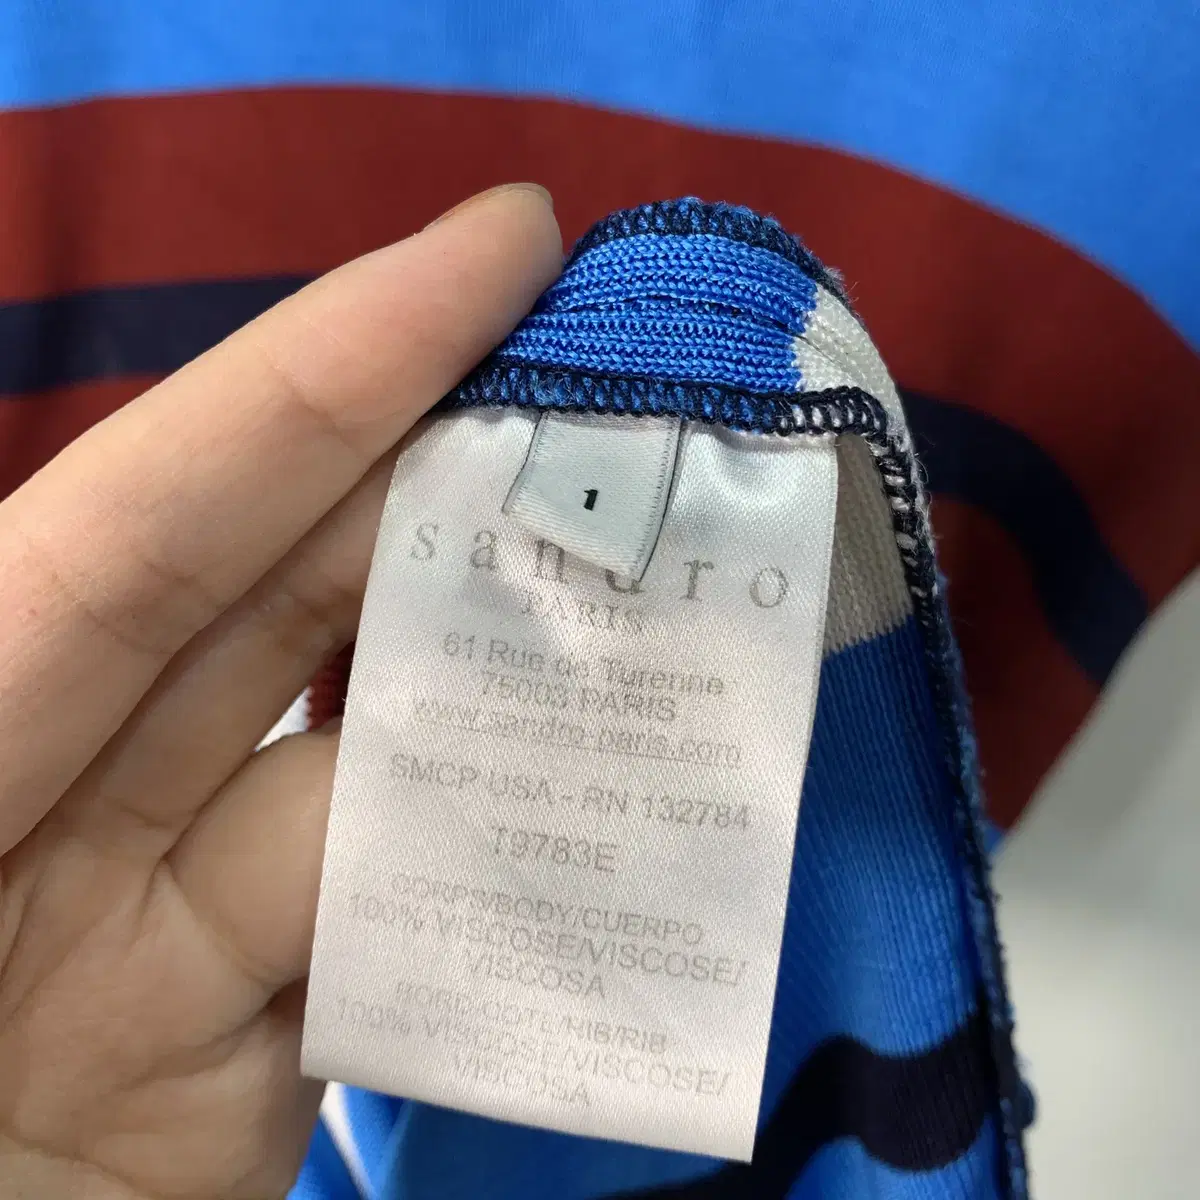 1
sandro
PARIS
61 Rue de Turenne
75003 PARIS
www.sandro-paris.com
SMCP USA - RN 132784
T9783E
CORPS/BODY/CUERPO
100% VISCOSE/VISCOSE/
VISCOSA
BORD-COTE/RIB/RIB
100% VISCOSE/VISCOSE/
VISCOSA